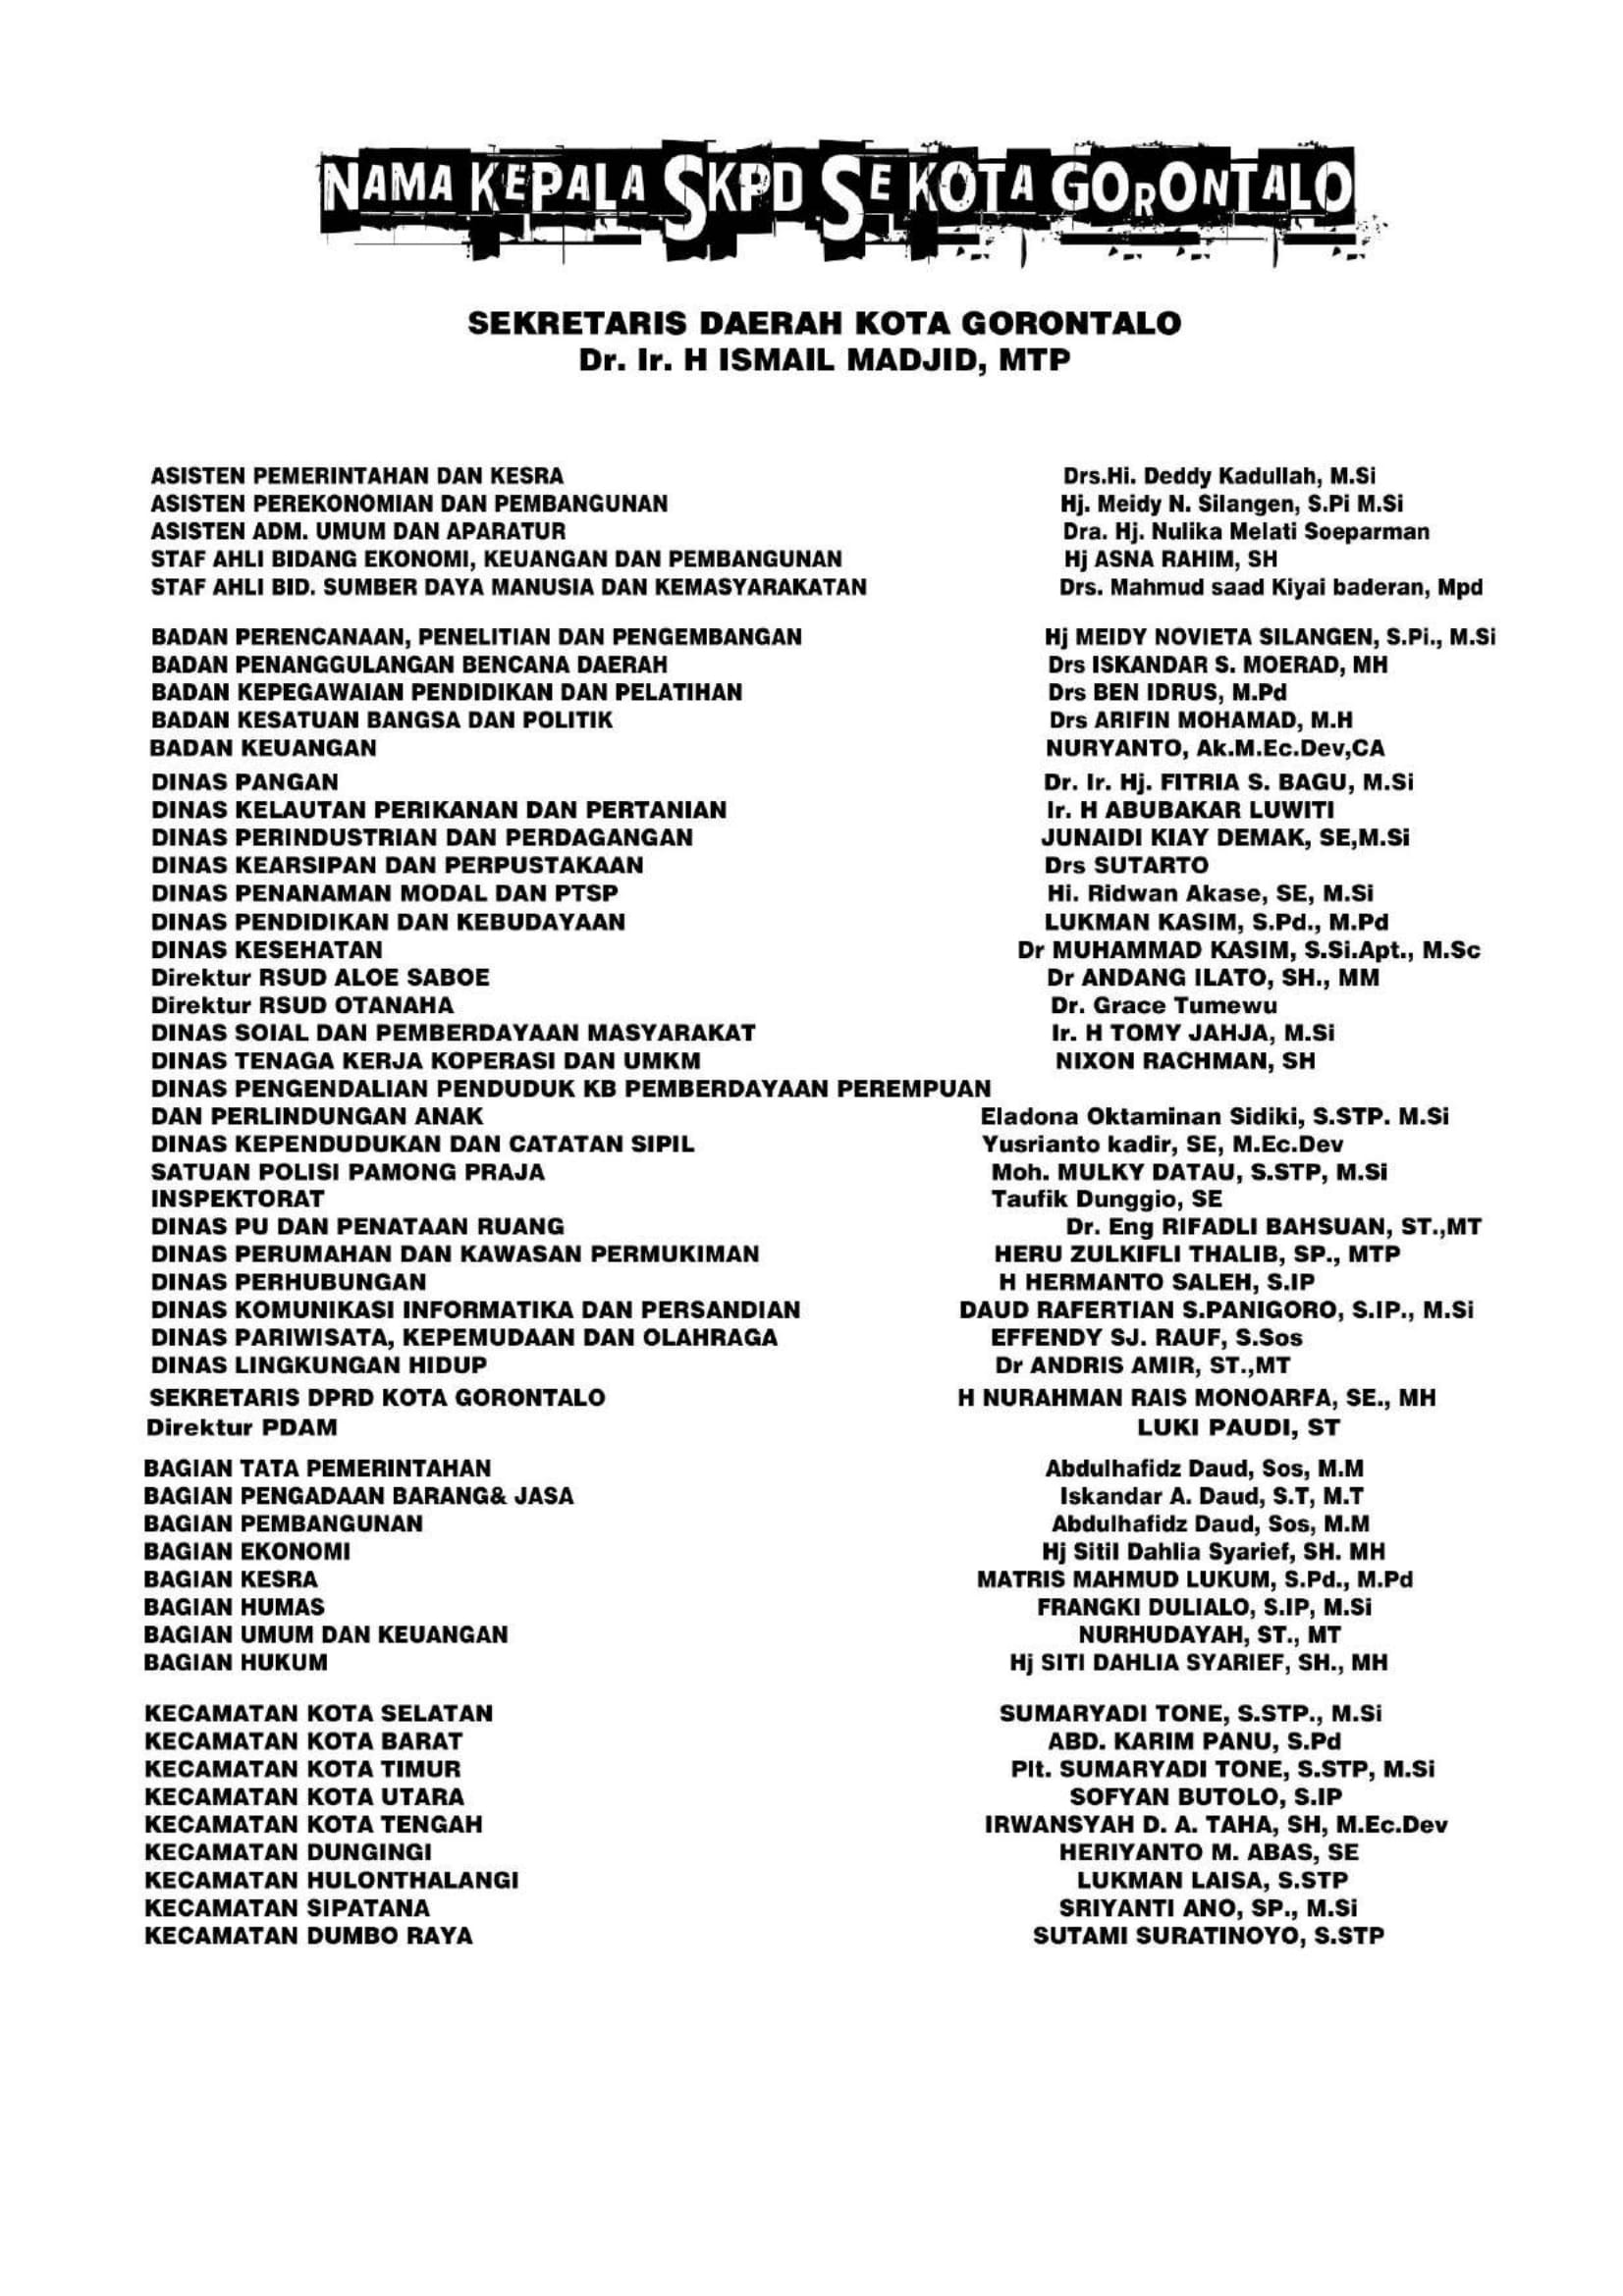 NAMA KEPALA SKPD SE KOTA GORONTALO
SEKRETARIS DAERAH KOTA GORONTALO
Dr. Ir. H ISMAIL MADJID, MTP
ASISTEN PEMERINTAHAN DAN KESRA Drs.Hi. Deddy Kadullah, M.Si
ASISTEN PEREKONOMIAN DAN PEMBANGUNAN Hj. Meidy N. Silangen, S.Pi M.Si
ASISTEN ADM. UMUM DAN APARATUR Dra. Hj. Nulika Melati Soeparman
STAF AHLI BIDANG EKONOMI, KEUANGAN DAN PEMBANGUNAN Hj ASNA RAHIM, SH
STAF AHLI BID. SUMBER DAYA MANUSIA DAN KEMASYARAKATAN Drs. Mahmud saad Kiyai baderan, Mpd
BADAN PERENCANAAN, PENELITIAN DAN PENGEMBANGAN Hj MEIDY NOVIETA SILANGEN, S.Pi., M.Si
BADAN PENANGGULANGAN BENCANA DAERAH Drs ISKANDAR S. MOERAD, MH
BADAN KEPEGAWAIAN PENDIDIKAN DAN PELATIHAN Drs BEN IDRUS, M.Pd
BADAN KESATUAN BANGSA DAN POLITIK Drs ARIFIN MOHAMAD, M.H
BADAN KEUANGAN NURYANTO, Ak.M.Ec.Dev,CA
DINAS PANGAN Dr. Ir. Hj. FITRIA S. BAGU, M.Si
DINAS KELAUTAN PERIKANAN DAN PERTANIAN Ir. H ABUBAKAR LUWITI
DINAS PERINDUSTRIAN DAN PERDAGANGAN JUNAIDI KIAY DEMAK, SE,M.Si
DINAS KEARSIPAN DAN PERPUSTAKAAN Drs SUTARTO
DINAS PENANAMAN MODAL DAN PTSP Hi. Ridwan Akase, SE, M.Si
DINAS PENDIDIKAN DAN KEBUDAYAAN LUKMAN KASIM, S.Pd., M.Pd
DINAS KESEHATAN Dr MUHAMMAD KASIM, S.Si.Apt., M.Sc
Direktur RSUD ALOE SABOE Dr ANDANG ILATO, SH., MM
Direktur RSUD OTANAHA Dr. Grace Tumewu
DINAS SOIAL DAN PEMBERDAYAAN MASYARAKAT Ir. H TOMY JAHJA, M.Si
DINAS TENAGA KERJA KOPERASI DAN UMKM NIXON RACHMAN, SH
DINAS PENGENDALIAN PENDUDUK KB PEMBERDAYAAN PEREMPUAN
DAN PERLINDUNGAN ANAK Eladona Oktaminan Sidiki, S.STP. M.Si
DINAS KEPENDUDUKAN DAN CATATAN SIPIL Yusrianto kadir, SE, M.Ec.Dev
SATUAN POLISI PAMONG PRAJA Moh. MULKY DATAU, S.STP, M.Si
INSPEKTORAT Taufik Dunggio, SE
DINAS PU DAN PENATAAN RUANG Dr. Eng RIFADLI BAHSUAN, ST.,MT
DINAS PERUMAHAN DAN KAWASAN PERMUKIMAN HERU ZULKIFLI THALIB, SP., MTP
DINAS PERHUBUNGAN H HERMANTO SALEH, S.IP
DINAS KOMUNIKASI INFORMATIKA DAN PERSANDIAN DAUD RAFERTIAN S.PANIGORO, S.IP., M.Si
DINAS PARIWISATA, KEPEMUDAAN DAN OLAHRAGA EFFENDY SJ. RAUF, S.Sos
DINAS LINGKUNGAN HIDUP Dr ANDRIS AMIR, ST.,MT
SEKRETARIS DPRD KOTA GORONTALO H NURAHMAN RAIS MONOARFA, SE., MH
Direktur PDAM LUKI PAUDI, ST
BAGIAN TATA PEMERINTAHAN Abdulhafidz Daud, Sos, M.M
BAGIAN PENGADAAN BARANG& JASA Iskandar A. Daud, S.T, M.T
BAGIAN PEMBANGUNAN Abdulhafidz Daud, Sos, M.M
BAGIAN EKONOMI Hj Sitil Dahlia Syarief, SH. MH
BAGIAN KESRA MATRIS MAHMUD LUKUM, S.Pd., M.Pd
BAGIAN HUMAS FRANGKI DULIALO, S.IP, M.Si
BAGIAN UMUM DAN KEUANGAN NURHUDAYAH, ST., MT
BAGIAN HUKUM Hj SITI DAHLIA SYARIEF, SH., MH
KECAMATAN KOTA SELATAN SUMARYADI TONE, S.STP., M.Si
KECAMATAN KOTA BARAT ABD. KARIM PANU, S.Pd
KECAMATAN KOTA TIMUR Plt. SUMARYADI TONE, S.STP, M.Si
KECAMATAN KOTA UTARA SOFYAN BUTOLO, S.IP
KECAMATAN KOTA TENGAH IRWANSYAH D. A. TAHA, SH, M.Ec.Dev
KECAMATAN DUNGINGI HERIYANTO M. ABAS, SE
KECAMATAN HULONTHALANGI LUKMAN LAISA, S.STP
KECAMATAN SIPATANA SRIYANTI ANO, SP., M.Si
KECAMATAN DUMBO RAYA SUTAMI SURATINOYO, S.STP